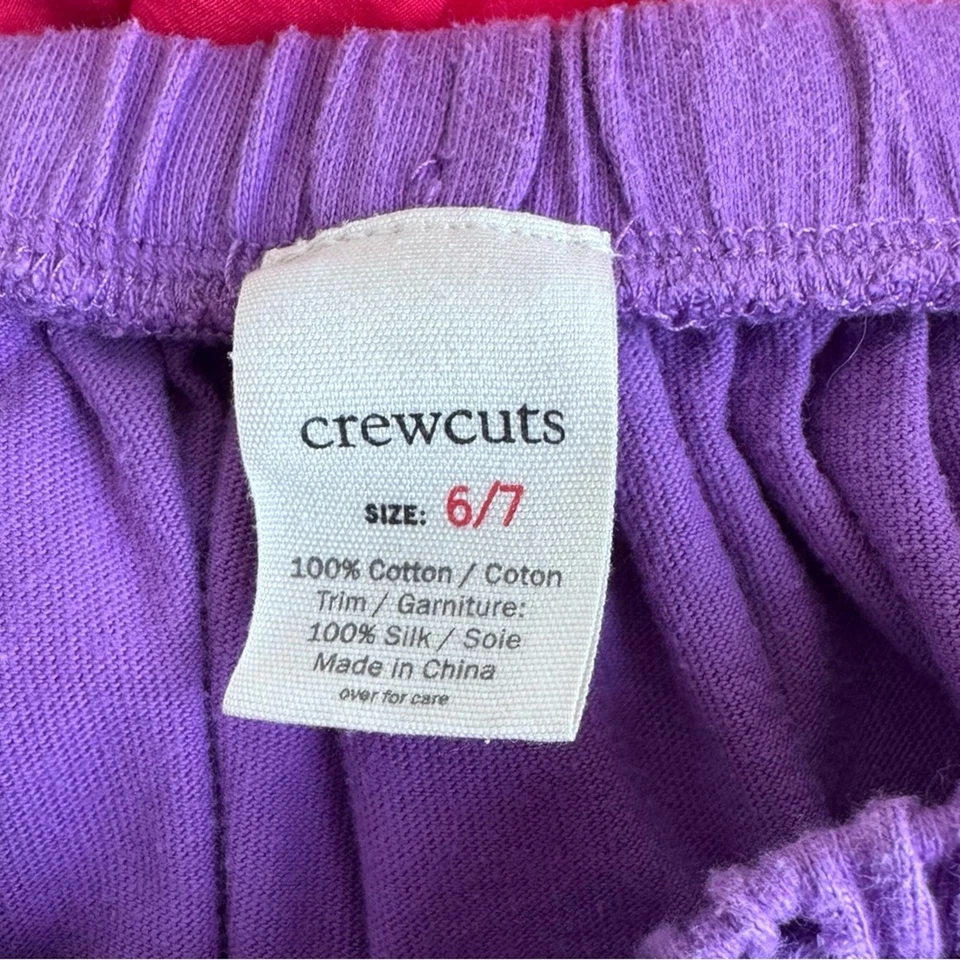 crewcuts
SIZE: 6/7
100% Cotton / Coton
Trim / Garniture:
100% Silk / Soie
Made in China
over for care